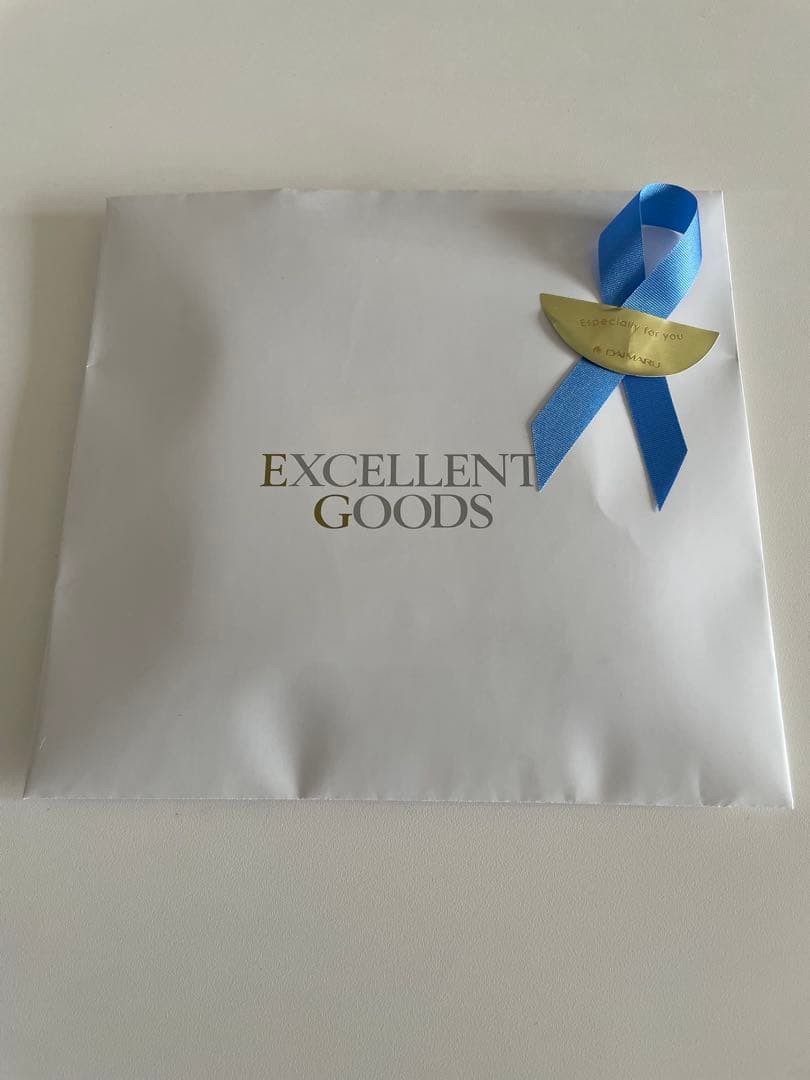 Especially for you
DAIMARU
EXCELLENT
GOODS